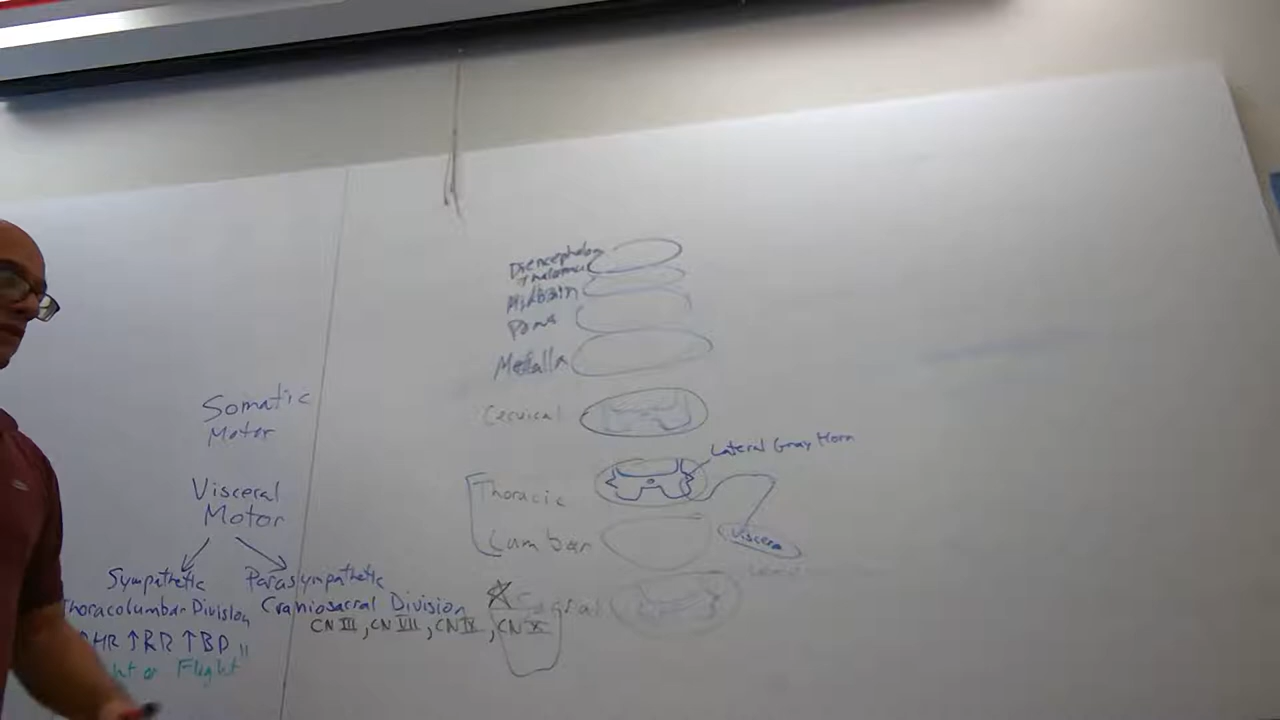 Somatic
Motor
Visceral
Motor
Sympathetic
Thoracolumbar Division
HR ↑RR ↑BP
Flight
Parasympathetic
Craniosacral Division
CN III, CN VII, CN IX, CN X
Diencephalon
Midbrain
Pons
Medulla
Cervical
Thoracic
Lumbar
Lateral Gray Horn
Viscera